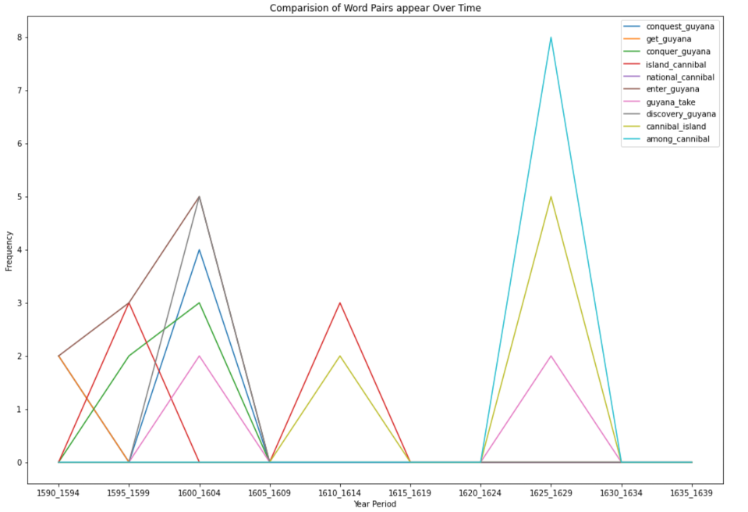 Comparision of Word Pairs appear Over Time
conquest_guyana
get_guyana
conquer_guyana
island_cannibal
national_cannibal
enter_guyana
guyana_take
discovery_guyana
cannibal_island
among_cannibal
8
7
6
5
4
3
2
1
0
Frequency
1590_1594 1595_1599 1600_1604 1605_1609 1610_1614 1615_1619 1620_1624 1625_1629 1630_1634 1635_1639
Year Period